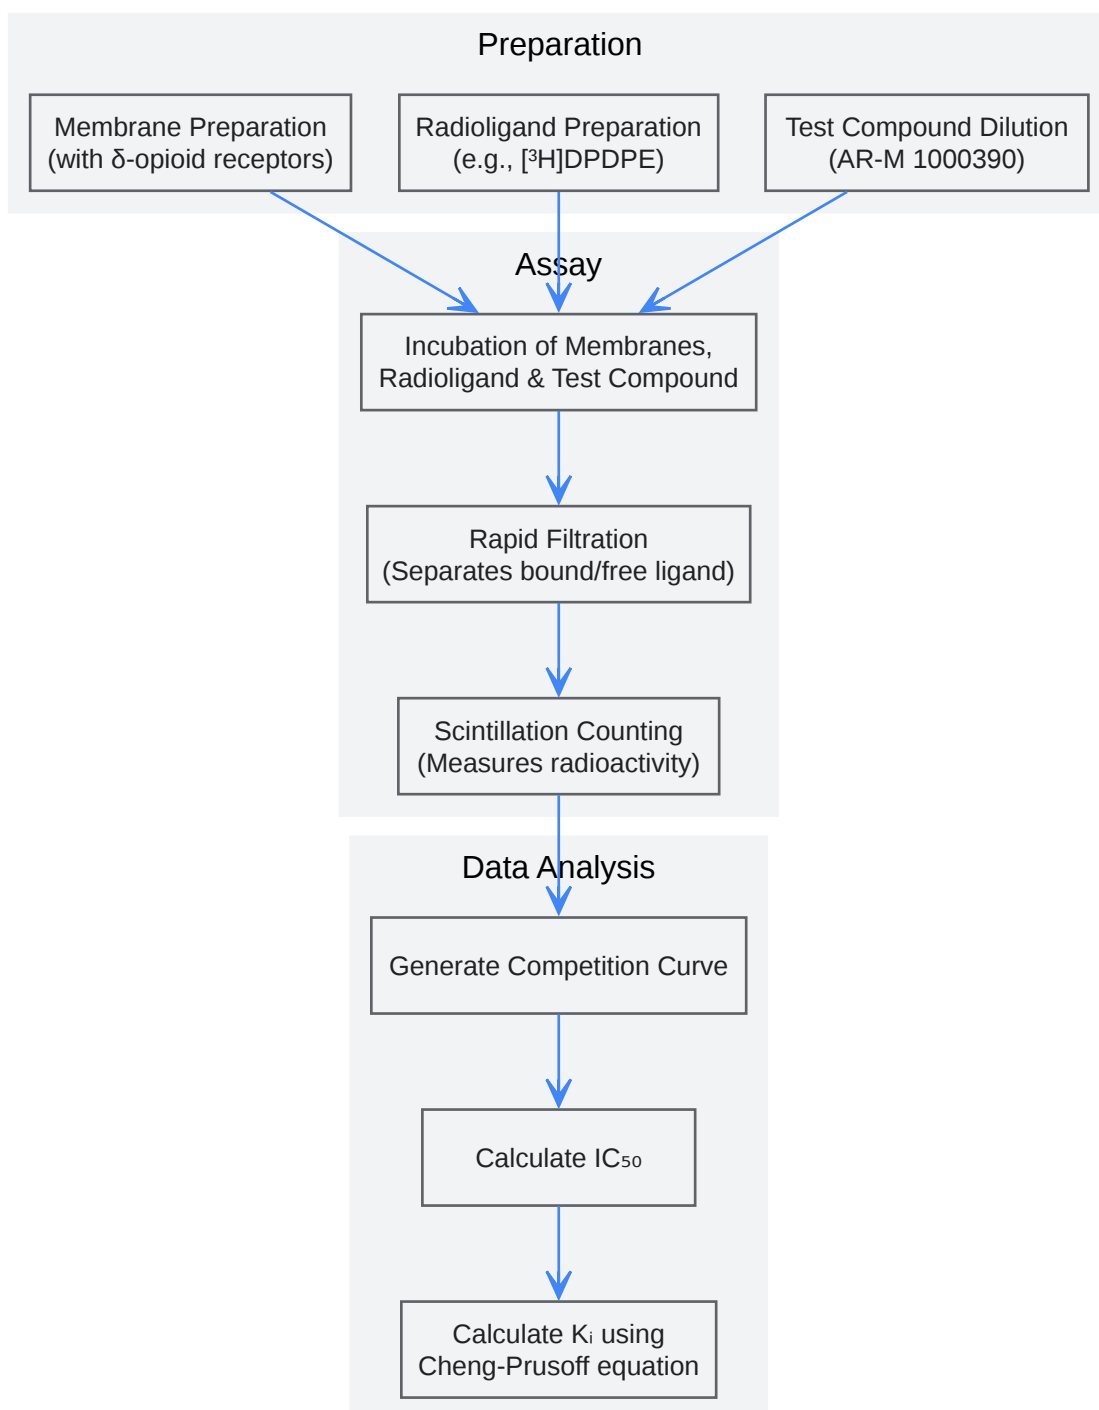 Preparation
Membrane Preparation
(with δ-opioid receptors)
Radioligand Preparation
(e.g., [³H]DPDPE)
Test Compound Dilution
(AR-M 1000390)
Assay
Incubation of Membranes,
Radioligand & Test Compound
Rapid Filtration
(Separates bound/free ligand)
Scintillation Counting
(Measures radioactivity)
Data Analysis
Generate Competition Curve
Calculate IC₅₀
Calculate Kᵢ using
Cheng-Prusoff equation